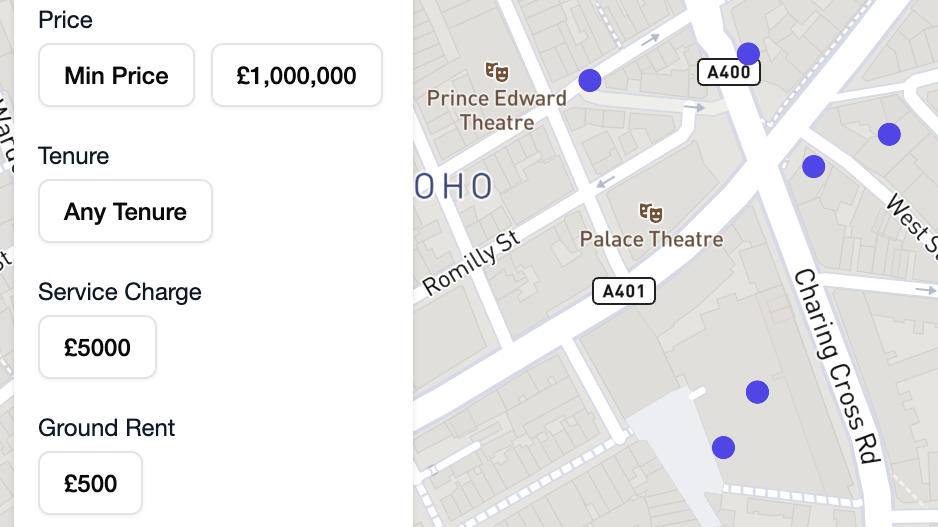 Price
Min Price
£1,000,000
Tenure
Any Tenure
Service Charge
£5000
Ground Rent
£500
Prince Edward
Theatre
A400
OHO
Palace Theatre
Romilly St
A401
West S
Charing Cross Rd